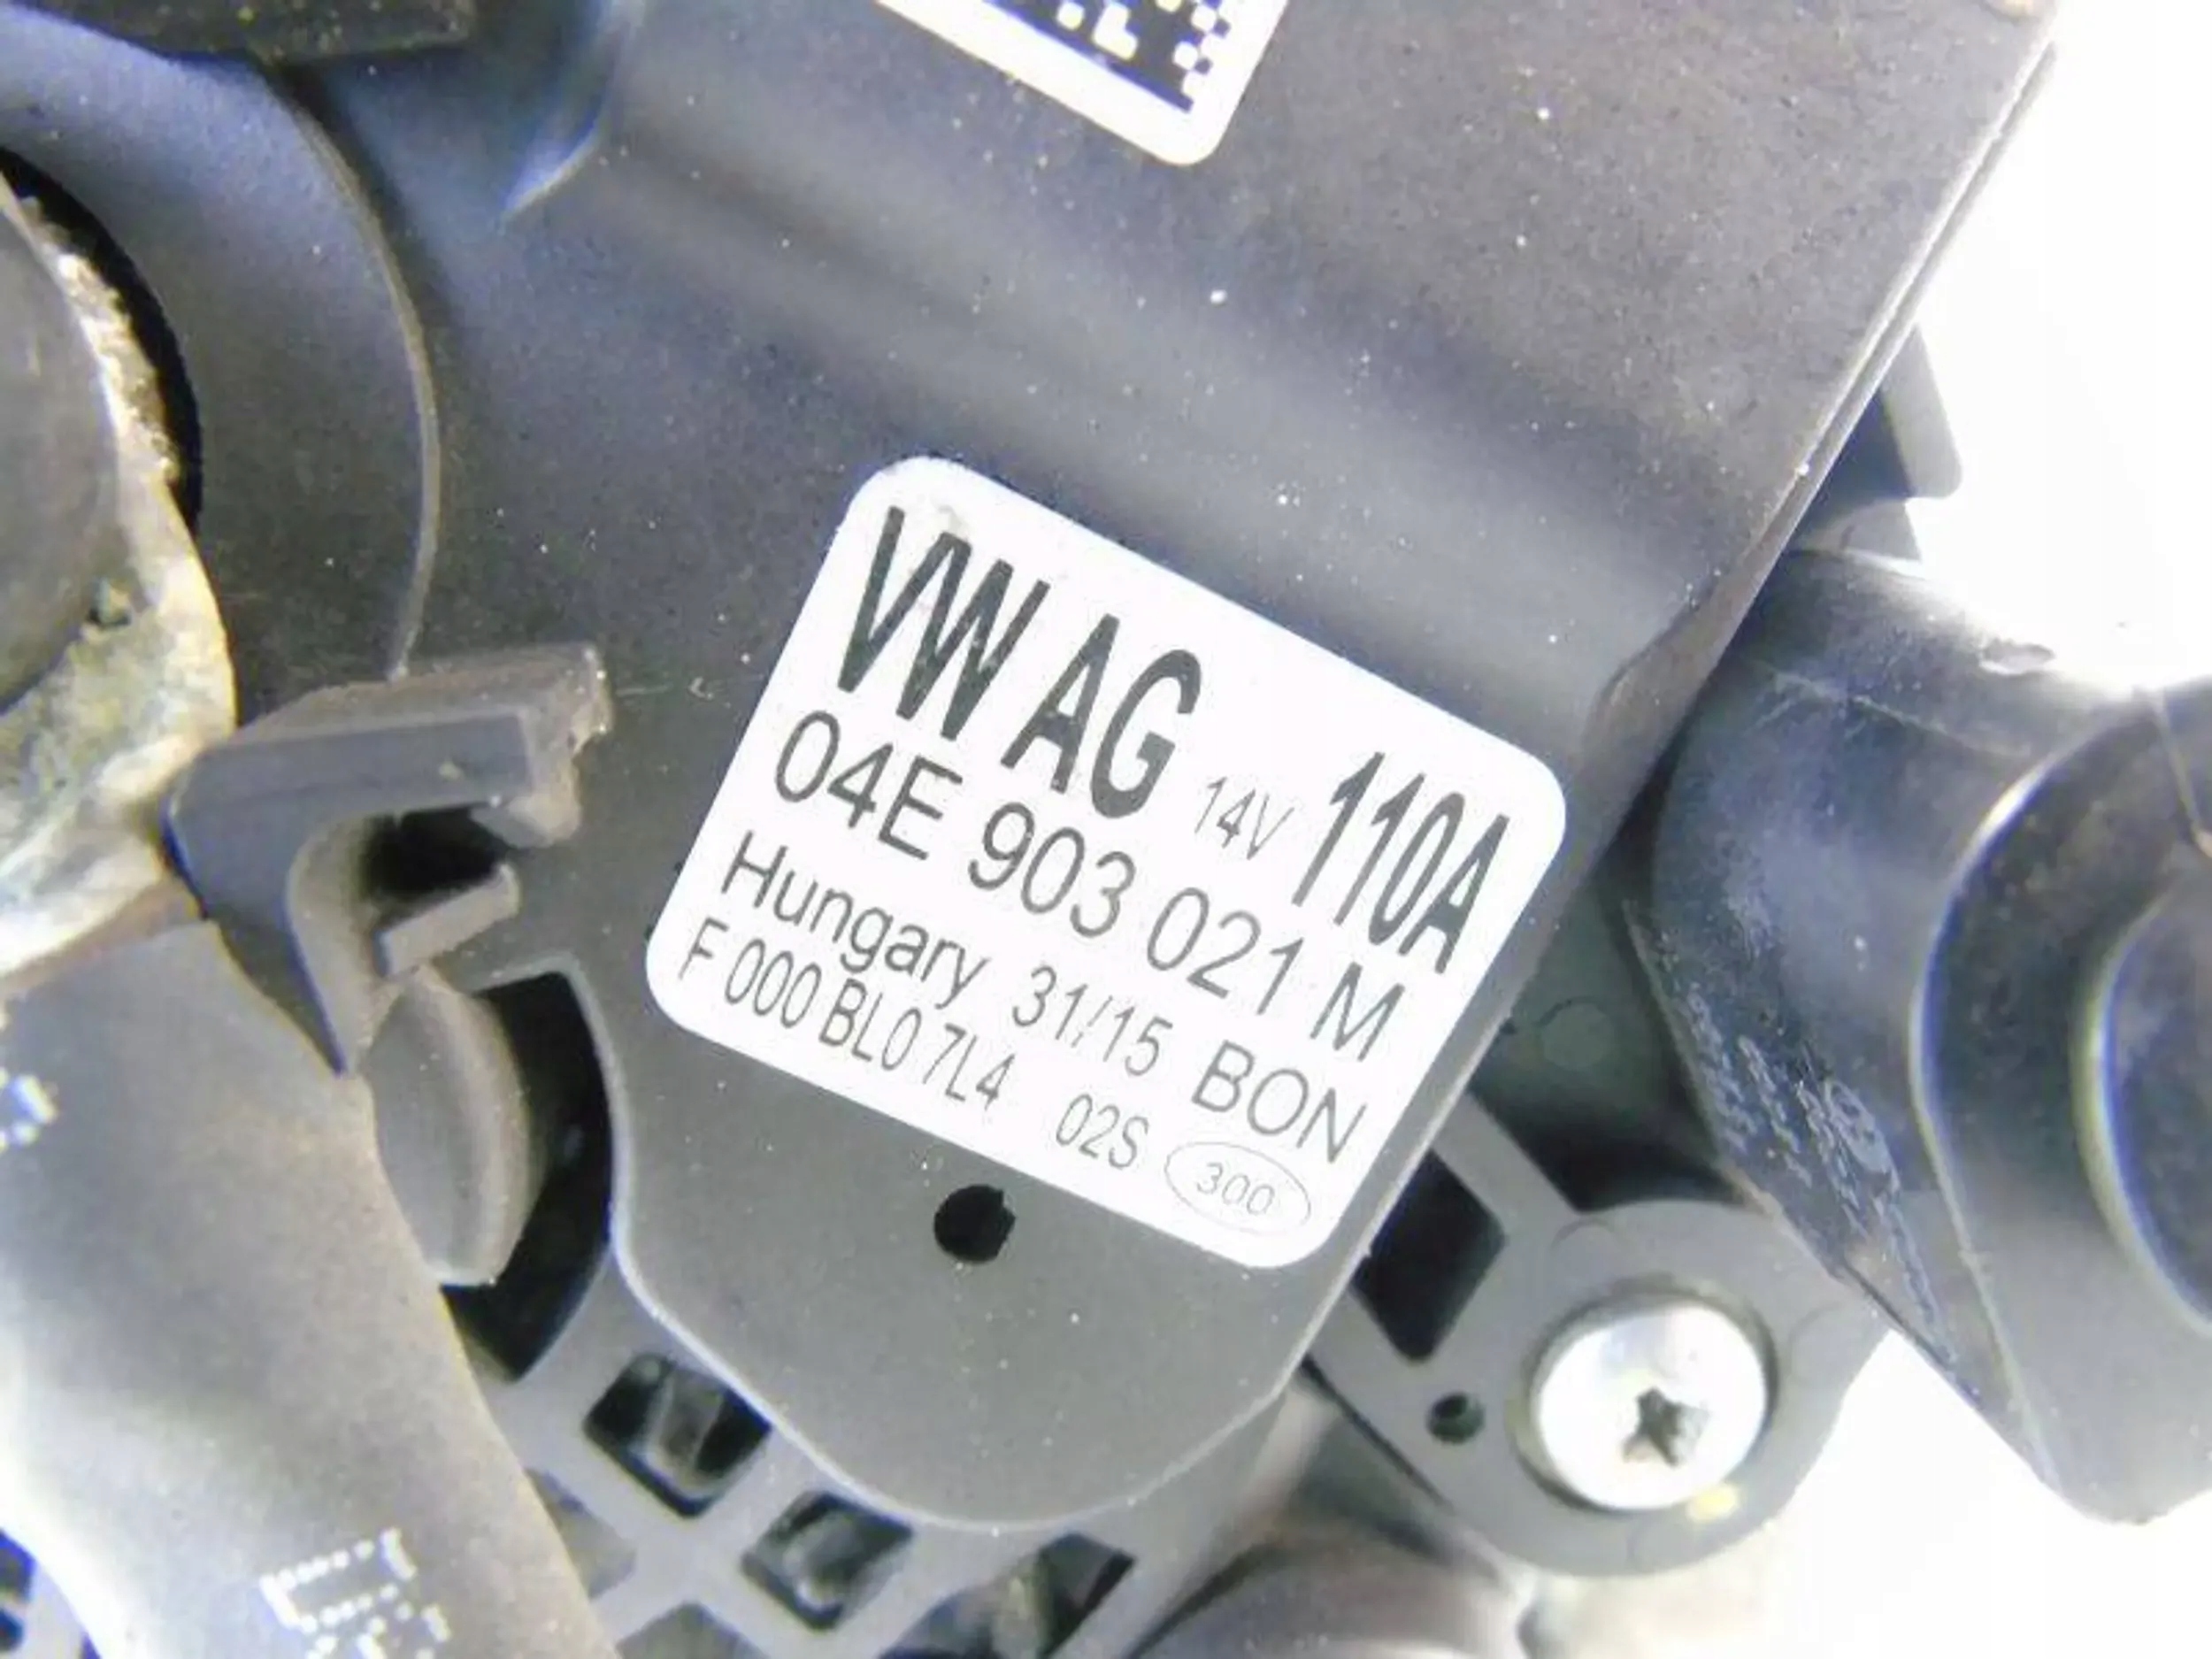 VW AG 14V 110A
04E 903 021 M
Hungary 31/15 BON
F 000 BL0 7L4 02S 300